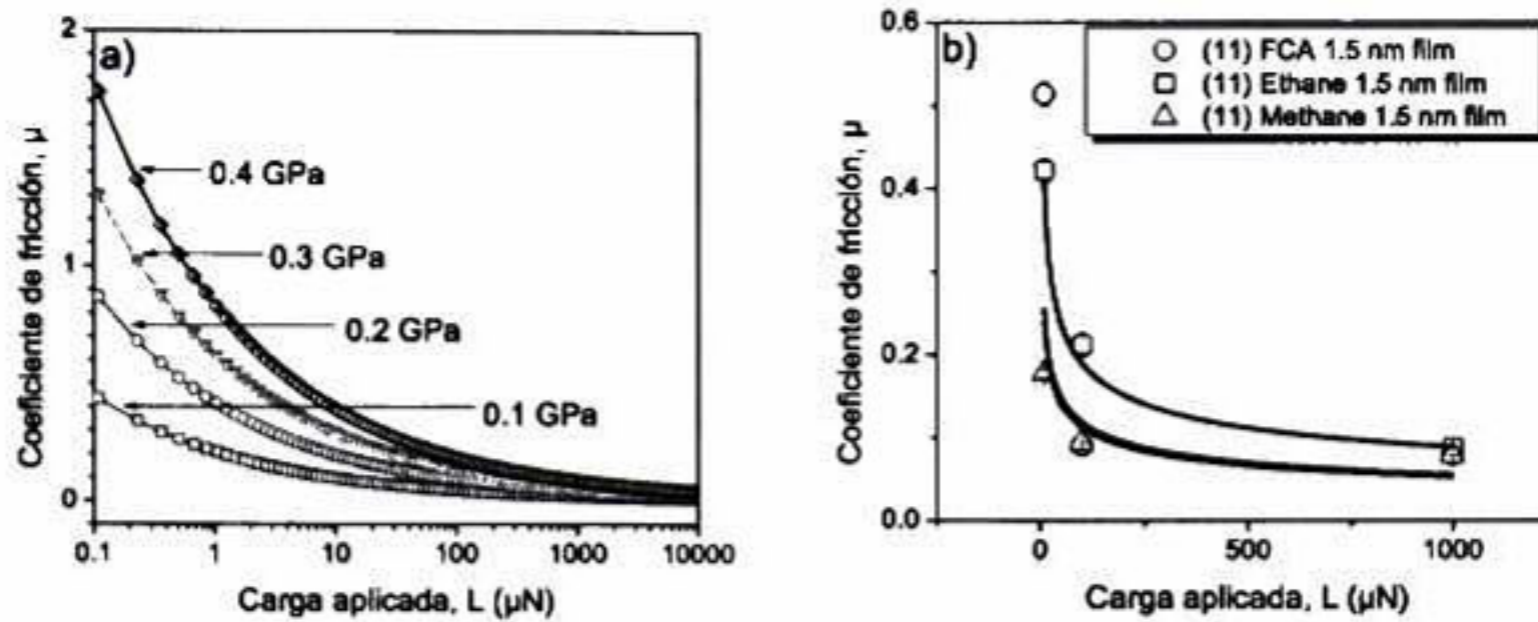 a)
2
1
0
Coeficiente de fricción, μ
0.4 GPa
0.3 GPa
0.2 GPa
0.1 GPa
0.1 1 10 100 1000 10000
Carga aplicada, L (μN)
b)
0.6
0.4
0.2
0.0
Coeficiente de fricción, μ
(11) FCA 1.5 nm film
(11) Ethane 1.5 nm film
(11) Methane 1.5 nm film
0 500 1000
Carga aplicada, L (μN)